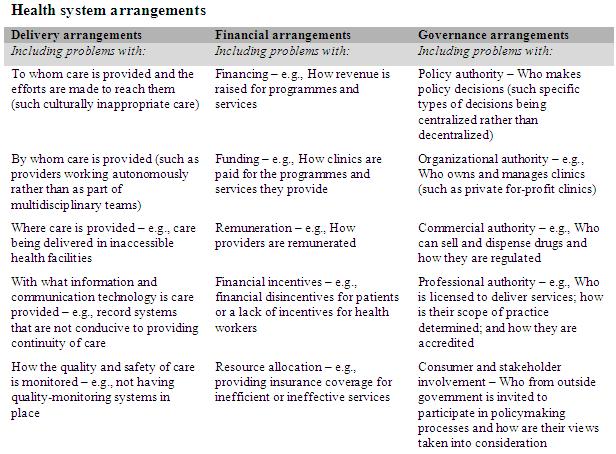 Health system arrangements
Delivery arrangements Financial arrangements Governance arrangements
Including problems with: Including problems with: Including problems with:
To whom care is provided and the
efforts are made to reach them
(such culturally inappropriate care)
Financing – e.g., How revenue is
raised for programmes and
services
Policy authority – Who makes
policy decisions (such specific
types of decisions being
centralized rather than
decentralized)
By whom care is provided (such as
providers working autonomously
rather than as part of
multidisciplinary teams)
Funding – e.g., How clinics are
paid for the programmes and
services they provide
Organizational authority – e.g.,
Who owns and manages clinics
(such as private for-profit clinics)
Where care is provided – e.g., care
being delivered in inaccessible
health facilities
Remuneration – e.g., How
providers are remunerated
Commercial authority – e.g., Who
can sell and dispense drugs and
how they are regulated
With what information and
communication technology is care
provided – e.g., record systems
that are not conducive to providing
continuity of care
Financial incentives – e.g.,
financial disincentives for patients
or a lack of incentives for health
workers
Professional authority – e.g., Who
is licensed to deliver services; how
is their scope of practice
determined; and how they are
accredited
How the quality and safety of care
is monitored – e.g., not having
quality-monitoring systems in
place
Resource allocation – e.g.,
providing insurance coverage for
inefficient or ineffective services
Consumer and stakeholder
involvement – Who from outside
government is invited to
participate in policymaking
processes and how are their views
taken into consideration